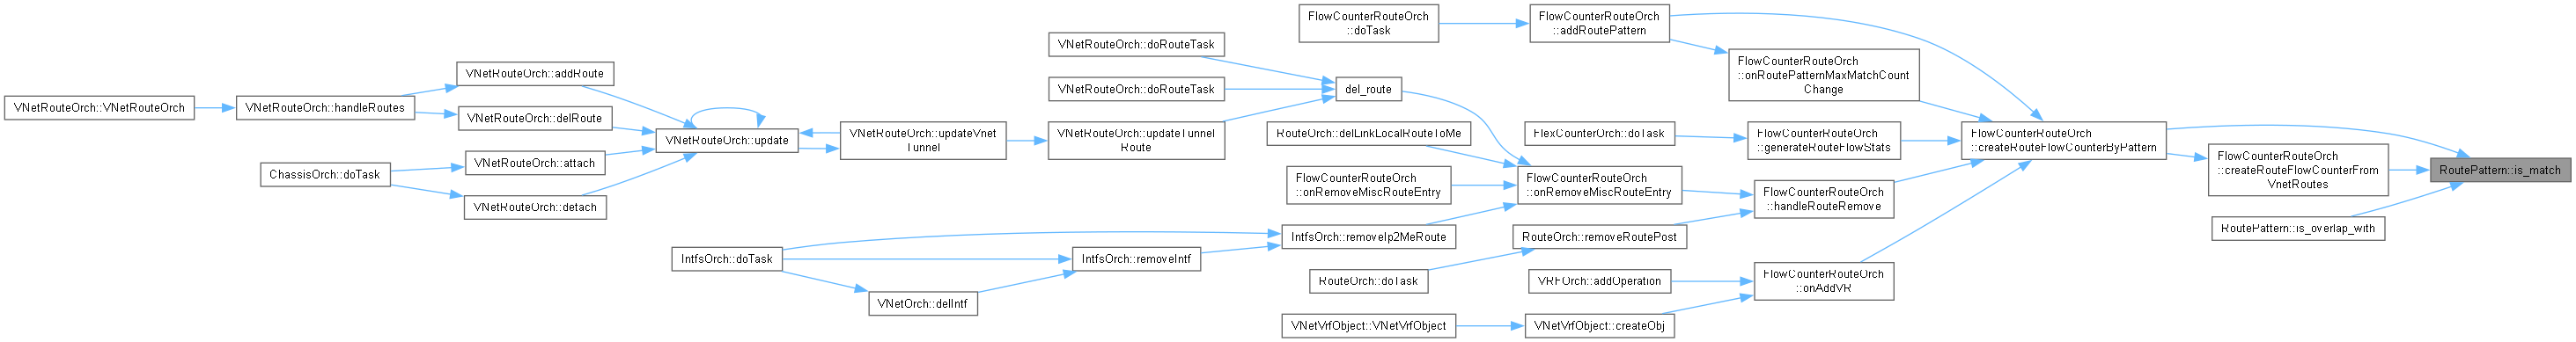 VNetRouteOrch::VNetRouteOrch
VNetRouteOrch::handleRoutes
VNetRouteOrch::addRoute
VNetRouteOrch::delRoute
VNetRouteOrch::attach
ChassisOrch::doTask
VNetRouteOrch::detach
VNetRouteOrch::update
VNetRouteOrch::updateVnet
Tunnel
VNetRouteOrch::doRouteTask
VNetRouteOrch::doRouteTask
VNetRouteOrch::updateTunnel
Route
del_route
RouteOrch::delLinkLocalRouteToMe
FlowCounterRouteOrch
::onRemoveMiscRouteEntry
IntfsOrch::removeIp2MeRoute
IntfsOrch::doTask
IntfsOrch::removeIntf
VNetOrch::delIntf
FlowCounterRouteOrch
::doTask
FlowCounterRouteOrch
::addRoutePattern
FlowCounterRouteOrch
::onRoutePatternMaxMatchCount
Change
FlexCounterOrch::doTask
FlowCounterRouteOrch
::generateRouteFlowStats
FlowCounterRouteOrch
::onRemoveMiscRouteEntry
FlowCounterRouteOrch
::handleRouteRemove
RouteOrch::removeRoutePost
RouteOrch::doTask
VRFOrch::addOperation
FlowCounterRouteOrch
::onAddVR
VNetVrfObject::VNetVrfObject
VNetVrfObject::createObj
FlowCounterRouteOrch
::createRouteFlowCounterByPattern
FlowCounterRouteOrch
::createRouteFlowCounterFrom
VnetRoutes
RoutePattern::is_overlap_with
RoutePattern::is_match